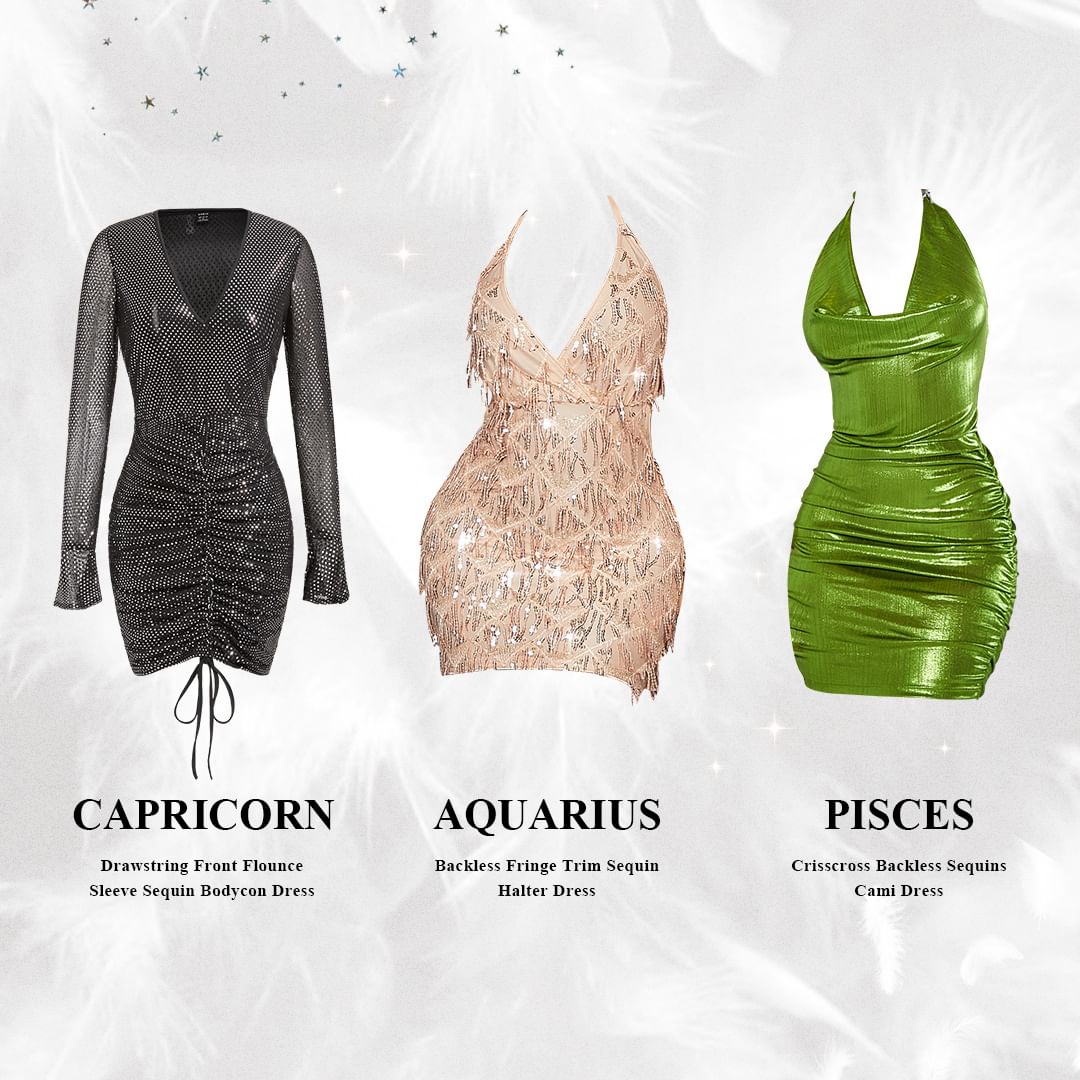 CAPRICORN
Drawstring Front Flounce
Sleeve Sequin Bodycon Dress
AQUARIUS
Backless Fringe Trim Sequin
Halter Dress
PISCES
Crisscross Backless Sequins
Cami Dress